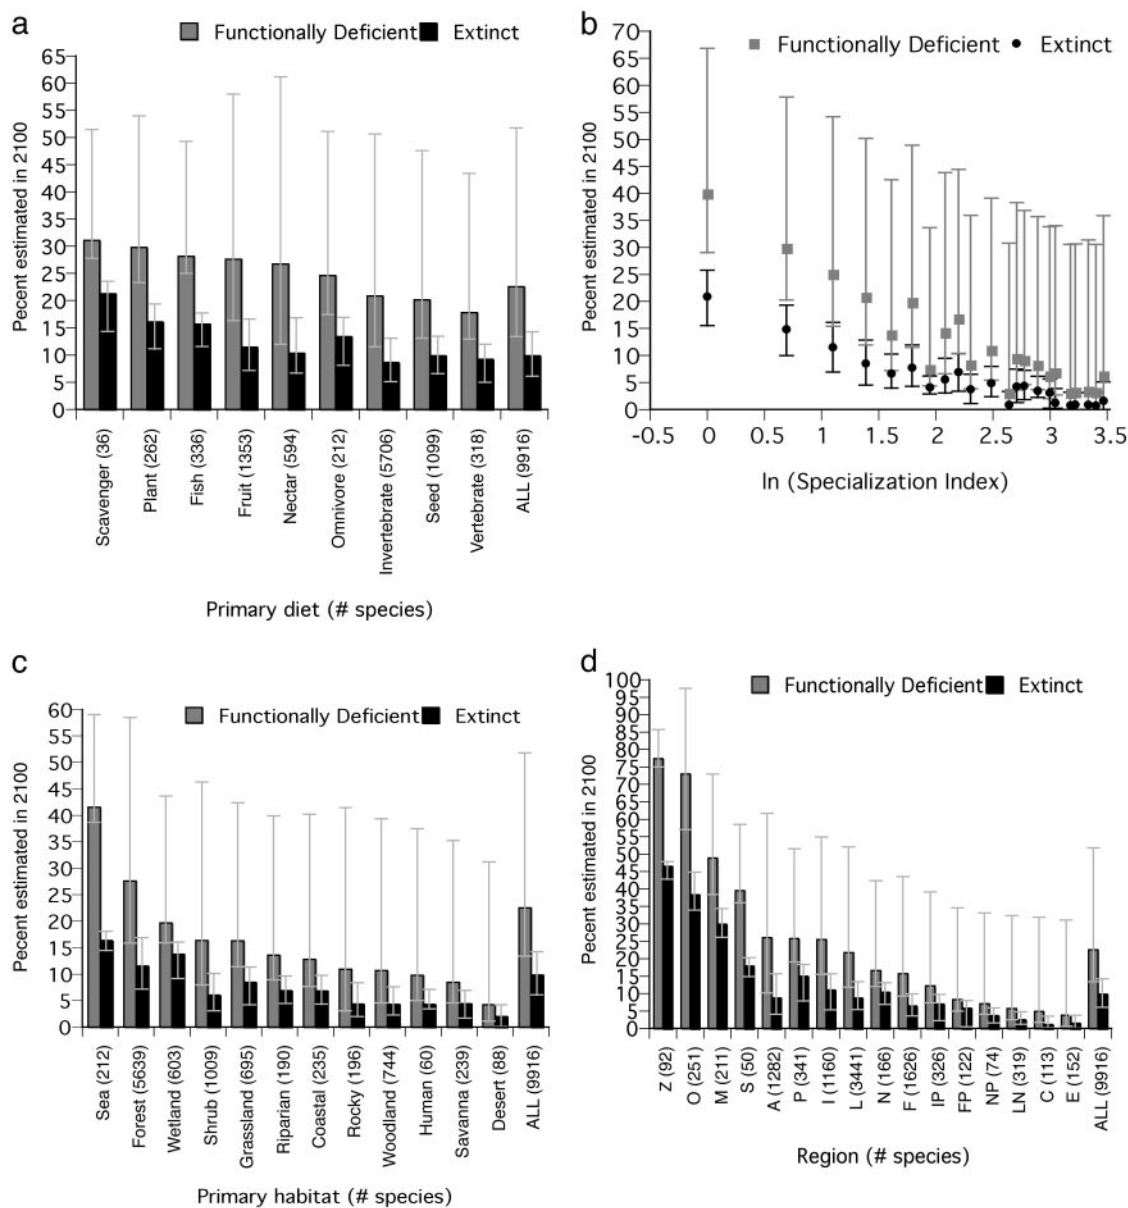 a
Functionally Deficient Extinct
Pecent estimated in 2100
65
60
55
50
45
40
35
30
25
20
15
10
5
0
Scavenger (36)
Plant (262)
Fish (336)
Fruit (1353)
Nectar (594)
Omnivore (212)
Invertebrate (5706)
Seed (1099)
Vertebrate (318)
ALL (9916)
Primary diet (# species)
b
Functionally Deficient Extinct
Pecent estimated in 2100
70
65
60
55
50
45
40
35
30
25
20
15
10
5
0
-0.5 0 0.5 1 1.5 2 2.5 3 3.5
ln (Specialization Index)
c
Functionally Deficient Extinct
Pecent estimated in 2100
60
55
50
45
40
35
30
25
20
15
10
5
0
Sea (212)
Forest (5639)
Wetland (603)
Shrub (1009)
Grassland (695)
Riparian (190)
Coastal (235)
Rocky (196)
Woodland (744)
Human (60)
Savanna (239)
Desert (88)
ALL (9916)
Primary habitat (# species)
d
Functionally Deficient Extinct
Pecent estimated in 2100
100
95
90
85
80
75
70
65
60
55
50
45
40
35
30
25
20
15
10
5
0
Z (92)
O (251)
M (211)
S (50)
A (1282)
P (341)
I (1160)
L (3441)
N (166)
F (1626)
IP (326)
FP (122)
NP (74)
LN (319)
C (113)
E (152)
ALL (9916)
Region (# species)